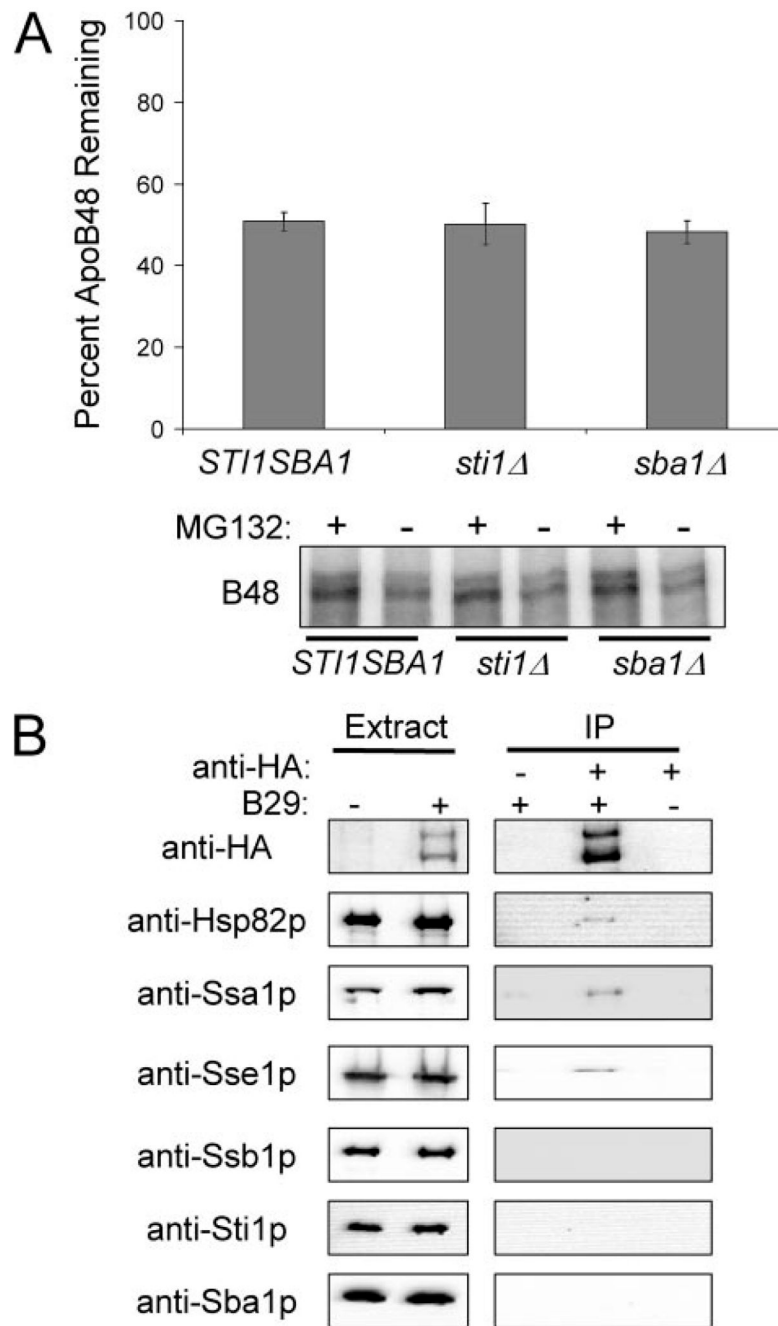 A
Percent ApoB48 Remaining
100
80
60
40
20
0
STI1SBA1 sti1Δ sba1Δ
MG132: + - + - + -
B48
STI1SBA1 sti1Δ sba1Δ
B
Extract IP
anti-HA: - + +
B29: - + + + -
anti-HA
anti-Hsp82p
anti-Ssa1p
anti-Sse1p
anti-Ssb1p
anti-Sti1p
anti-Sba1p